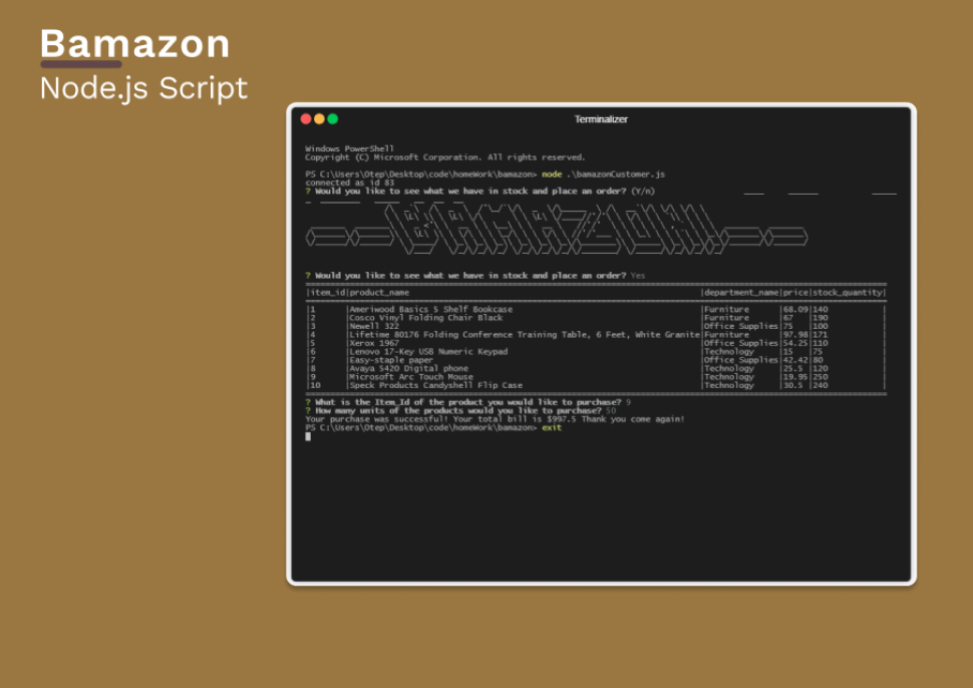 Bamazon
Node.js Script
Terminalizer
Windows PowerShell
Copyright (C) Microsoft Corporation. All rights reserved.
PS C:\Users\Otep\Desktop\code\homeWork\bamazon> node .\bamazonCustomer.js
connected as id 83
? Would you like to see what we have in stock and place an order? (Y/n)
BAMAZON
? Would you like to see what we have in stock and place an order? Yes
|item_id|product_name |department_name|price|stock_quantity|
|1 |Ameriwood Basics 5 Shelf Bookcase |Furniture |68.09|140 |
|2 |Cosco Vinyl Folding Chair Black |Furniture |67 |190 |
|3 |Newell 322 |Office Supplies|75 |100 |
|4 |Lifetime 80176 Folding Conference Training Table, 6 Feet, White Granite|Furniture |97.98|171 |
|5 |Xerox 1967 |Office Supplies|54.25|110 |
|6 |Lenovo 17-Key USB Numeric Keypad |Technology |15 |75 |
|7 |Easy-staple paper |Office Supplies|42.42|80 |
|8 |Avaya 5420 Digital phone |Technology |25.5 |120 |
|9 |Microsoft Arc Touch Mouse |Technology |19.95|250 |
|10 |Speck Products Candyshell Flip Case |Technology |30.5 |240 |
? What is the Item_Id of the product you would like to purchase? 9
? How many units of the products would you like to purchase? 50
Your purchase was successful! Your total bill is $997.5 Thank you come again!
PS C:\Users\Otep\Desktop\code\homeWork\bamazon> exit